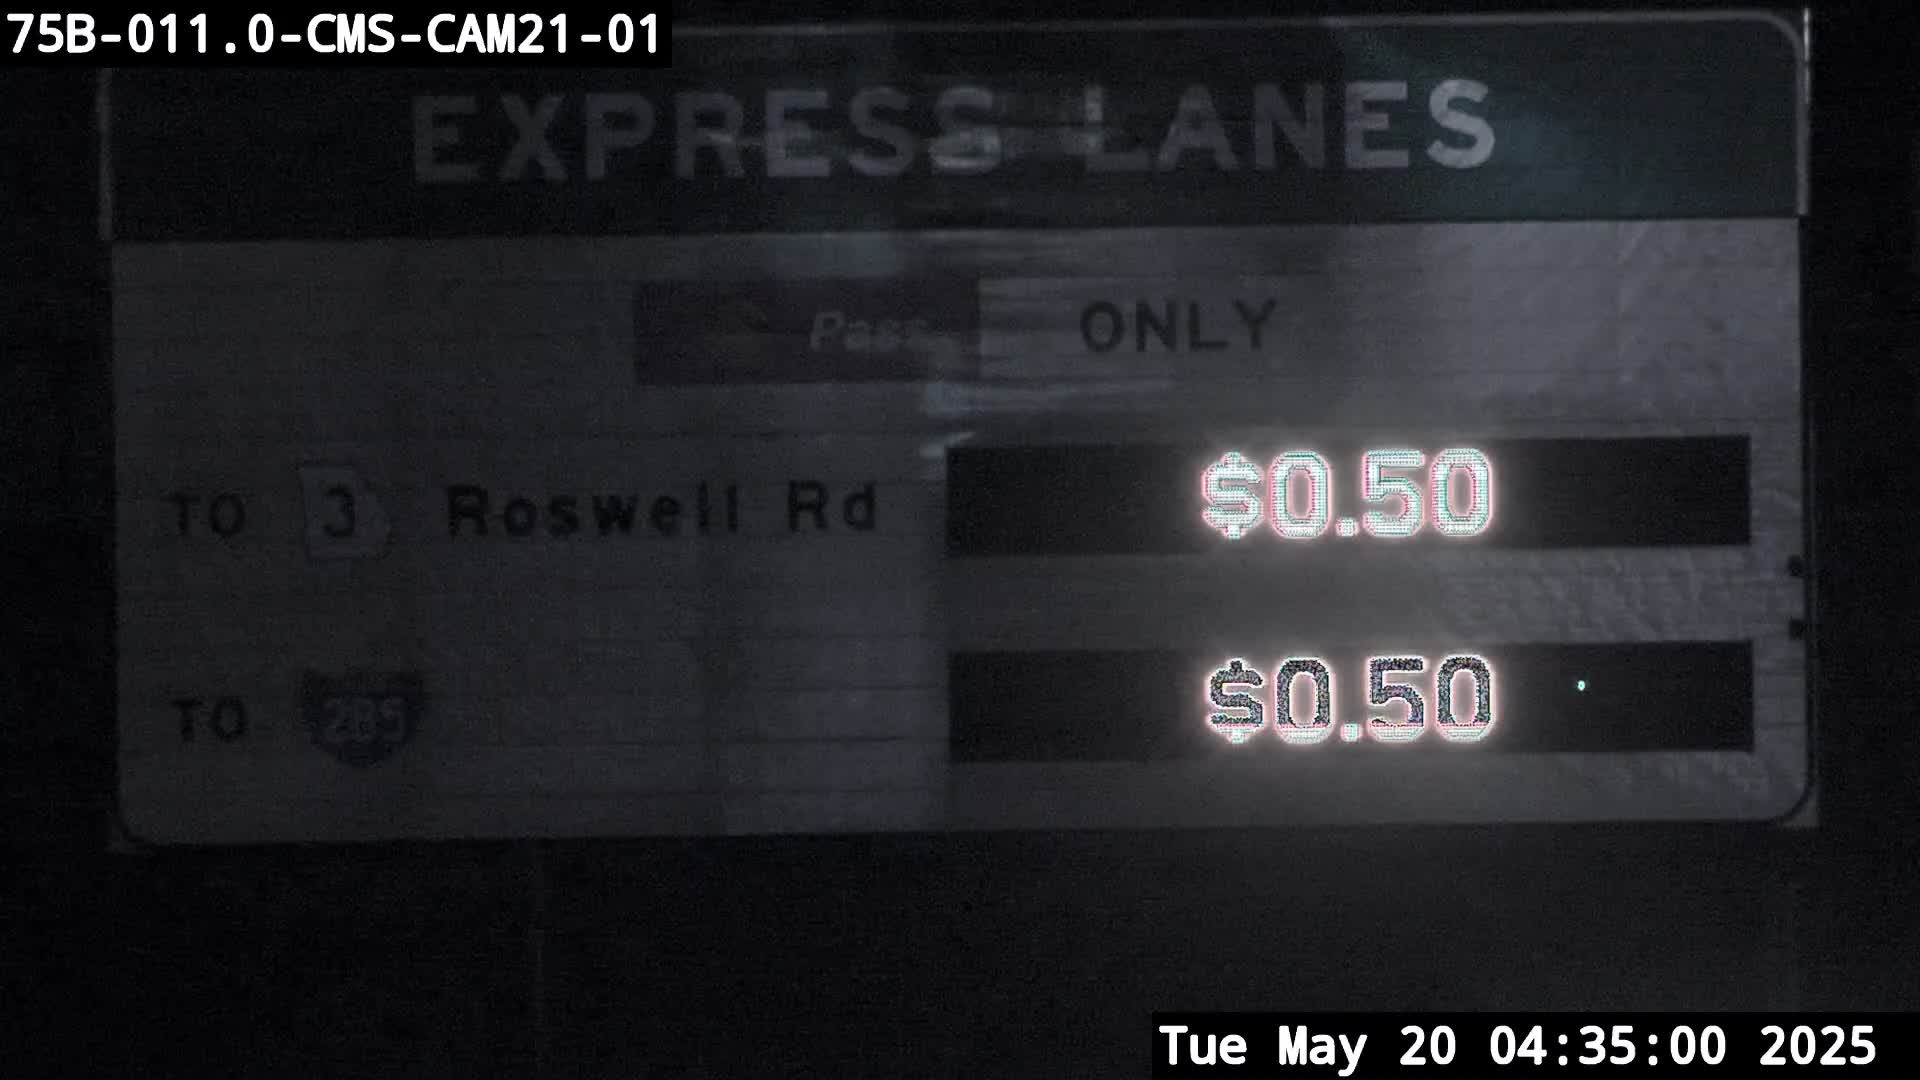 75B-011.0-CMS-CAM21-01
EXPRESS LANES
Pass ONLY
TO 3 Roswell Rd $0.50
TO 285 $0.50
Tue May 20 04:35:00 2025